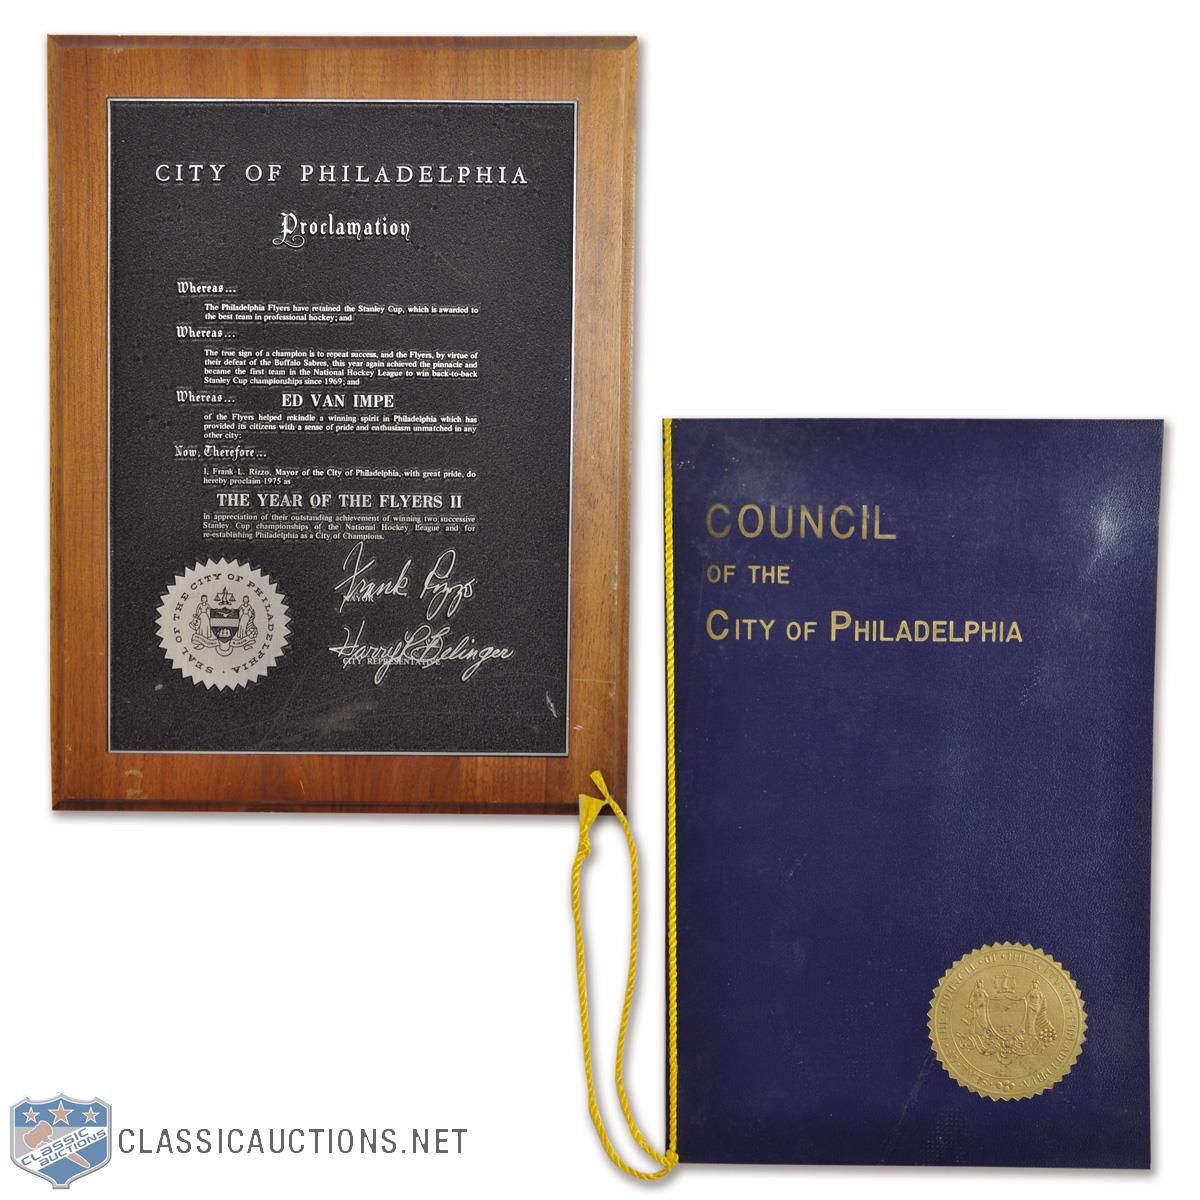 CITY OF PHILADELPHIA
Proclamation
Whereas...
The Philadelphia Flyers have retained the Stanley Cup, which is awarded to
the best team in professional hockey; and
Whereas...
The true sign of a champion is to repeat success, and the Flyers, by virtue of
their defeat of the Buffalo Sabres, this year again achieved the pinnacle and
became the first team in the National Hockey League to win back-to-back
Stanley Cup championships since 1969; and
Whereas... ED VAN IMPE
of the Flyers helped rekindle a winning spirit in Philadelphia which has
provided its citizens with a sense of pride and enthusiasm unmatched in any
other city:
Now, Therefore...
I, Frank L. Rizzo, Mayor of the City of Philadelphia, with great pride, do
hereby proclaim 1975 as
THE YEAR OF THE FLYERS II
in appreciation of their outstanding achievement of winning two successive
Stanley Cup championships of the National Hockey League and for
re-establishing Philadelphia as a City of Champions.
SEAL OF THE CITY OF PHILADELPHIA
Frank Rizzo
MAYOR
Harry R Belinger
CITY REPRESENTATIVE
COUNCIL
OF THE
CITY OF PHILADELPHIA
THE COUNCIL OF THE CITY OF PHILADELPHIA
CLASSIC
AUCTIONS
CLASSICAUCTIONS.NET